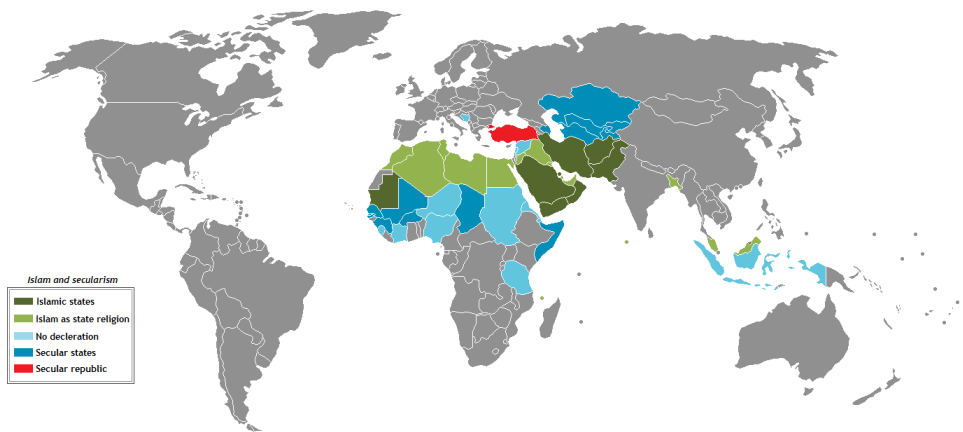 Islam and secularism
Islamic states
Islam as state religion
No decleration
Secular states
Secular republic